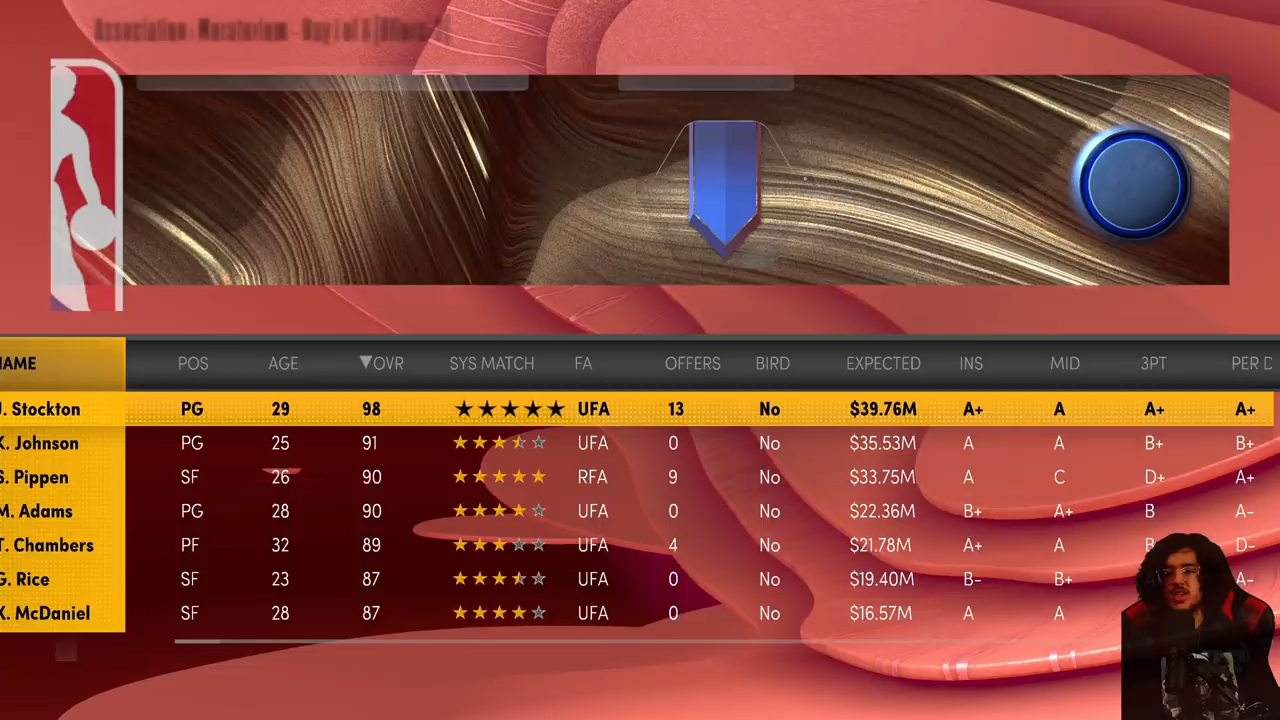 NAME POS AGE ▼OVR SYS MATCH FA OFFERS BIRD EXPECTED INS MID 3PT PER D
J. Stockton PG 29 98 ★★★★★ UFA 13 No $39.76M A+ A A+ A+
K. Johnson PG 25 91 UFA 0 No $35.53M A A B+ B+
S. Pippen SF 26 90 RFA 9 No $33.75M A C D+ A+
M. Adams PG 28 90 UFA 0 No $22.36M B+ A+ B A-
T. Chambers PF 32 89 UFA 4 No $21.78M A+ A D-
G. Rice SF 23 87 UFA 0 No $19.40M B- B+ A-
X. McDaniel SF 28 87 UFA 0 No $16.57M A A